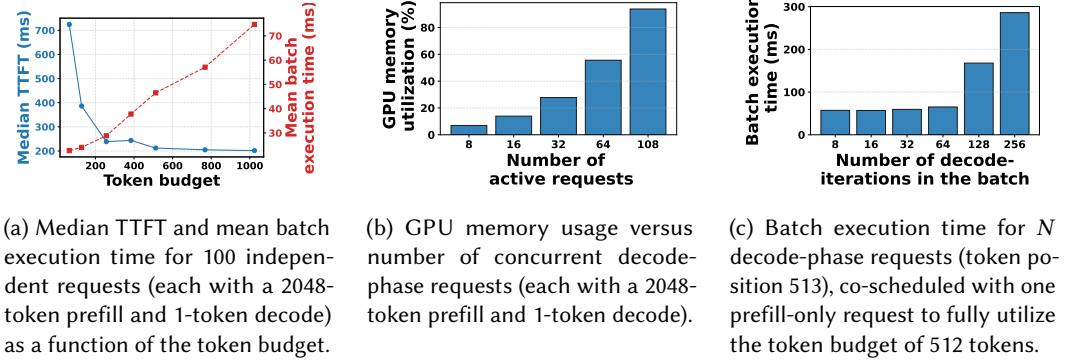 Median TTFT (ms)
700
600
500
400
300
200
200
400
600
800
1000
Token budget
70
60
50
40
30
Mean batch
execution time (ms)
GPU memory
utilization (%)
80
60
40
20
0
8
16
32
64
108
Number of
active requests
Batch execution
time (ms)
300
200
100
0
8
16
32
64
128
256
Number of decode-
iterations in the batch
(a) Median TTFT and mean batch
execution time for 100 indepen-
dent requests (each with a 2048-
token prefill and 1-token decode)
as a function of the token budget.
(b) GPU memory usage versus
number of concurrent decode-
phase requests (each with a 2048-
token prefill and 1-token decode).
(c) Batch execution time for N
decode-phase requests (token po-
sition 513), co-scheduled with one
prefill-only request to fully utilize
the token budget of 512 tokens.